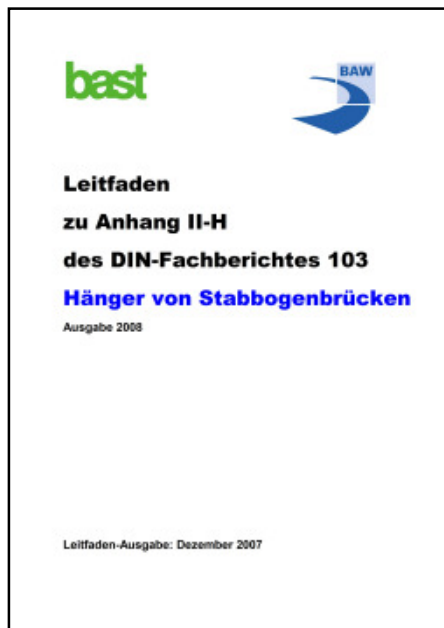 bast
BAW
Leitfaden
zu Anhang II-H
des DIN-Fachberichtes 103
Hänger von Stabbogenbrücken
Ausgabe 2008
Leitfaden-Ausgabe: Dezember 2007